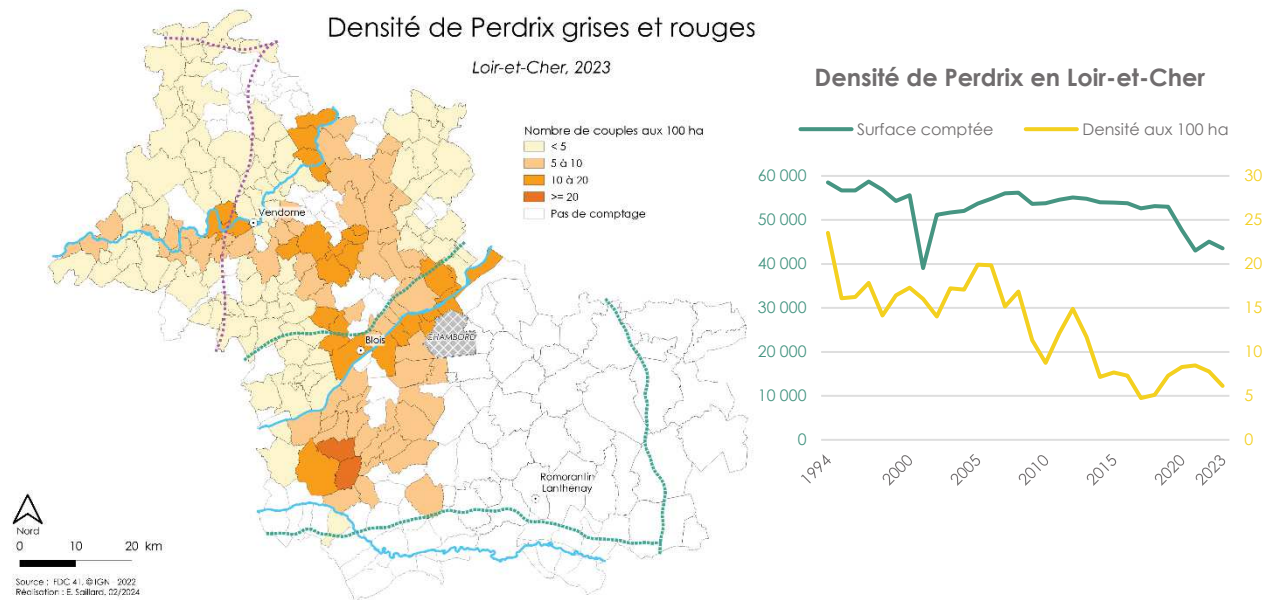 Densité de Perdrix grises et rouges
Loir-et-Cher, 2023
Nombre de couples aux 100 ha
< 5
5 à 10
10 à 20
>= 20
Pas de comptage
Vendome
Blois
CHAMBORD
Romorantin
Lanthenay
Nord
0 10 20 km
Source : FDC 41, © IGN 2022
Réalisation : E. Saillard, 02/2024
Densité de Perdrix en Loir-et-Cher
Surface comptée Densité aux 100 ha
60 000 30
50 000 25
40 000 20
30 000 15
20 000 10
10 000 5
0 0
1994 2000 2005 2010 2015 2020 2023